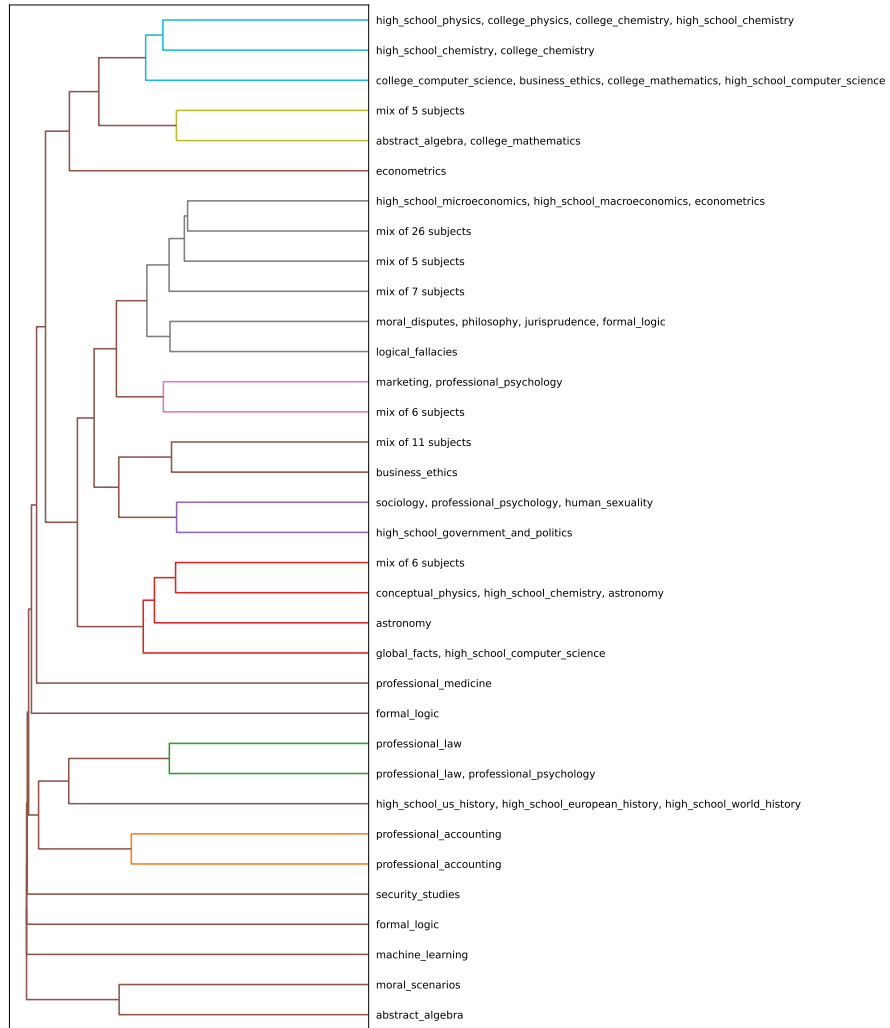 high_school_physics, college_physics, college_chemistry, high_school_chemistry
high_school_chemistry, college_chemistry
college_computer_science, business_ethics, college_mathematics, high_school_computer_science
mix of 5 subjects
abstract_algebra, college_mathematics
econometrics
high_school_microeconomics, high_school_macroeconomics, econometrics
mix of 26 subjects
mix of 5 subjects
mix of 7 subjects
moral_disputes, philosophy, jurisprudence, formal_logic
logical_fallacies
marketing, professional_psychology
mix of 6 subjects
mix of 11 subjects
business_ethics
sociology, professional_psychology, human_sexuality
high_school_government_and_politics
mix of 6 subjects
conceptual_physics, high_school_chemistry, astronomy
astronomy
global_facts, high_school_computer_science
professional_medicine
formal_logic
professional_law
professional_law, professional_psychology
high_school_us_history, high_school_european_history, high_school_world_history
professional_accounting
professional_accounting
security_studies
formal_logic
machine_learning
moral_scenarios
abstract_algebra